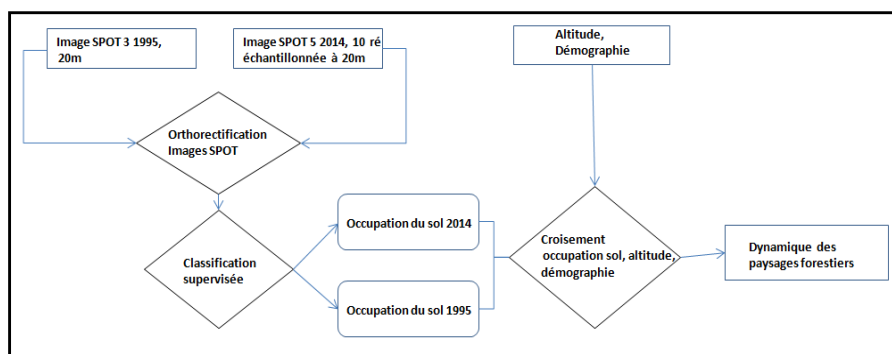 Image SPOT 3 1995,
20m
Image SPOT 5 2014, 10 ré
échantillonnée à 20m
Altitude,
Démographie
Orthorectification
Images SPOT
Classification
supervisée
Occupation du sol 2014
Occupation du sol 1995
Croisement
occupation sol, altitude,
démographie
Dynamique des
paysages forestiers